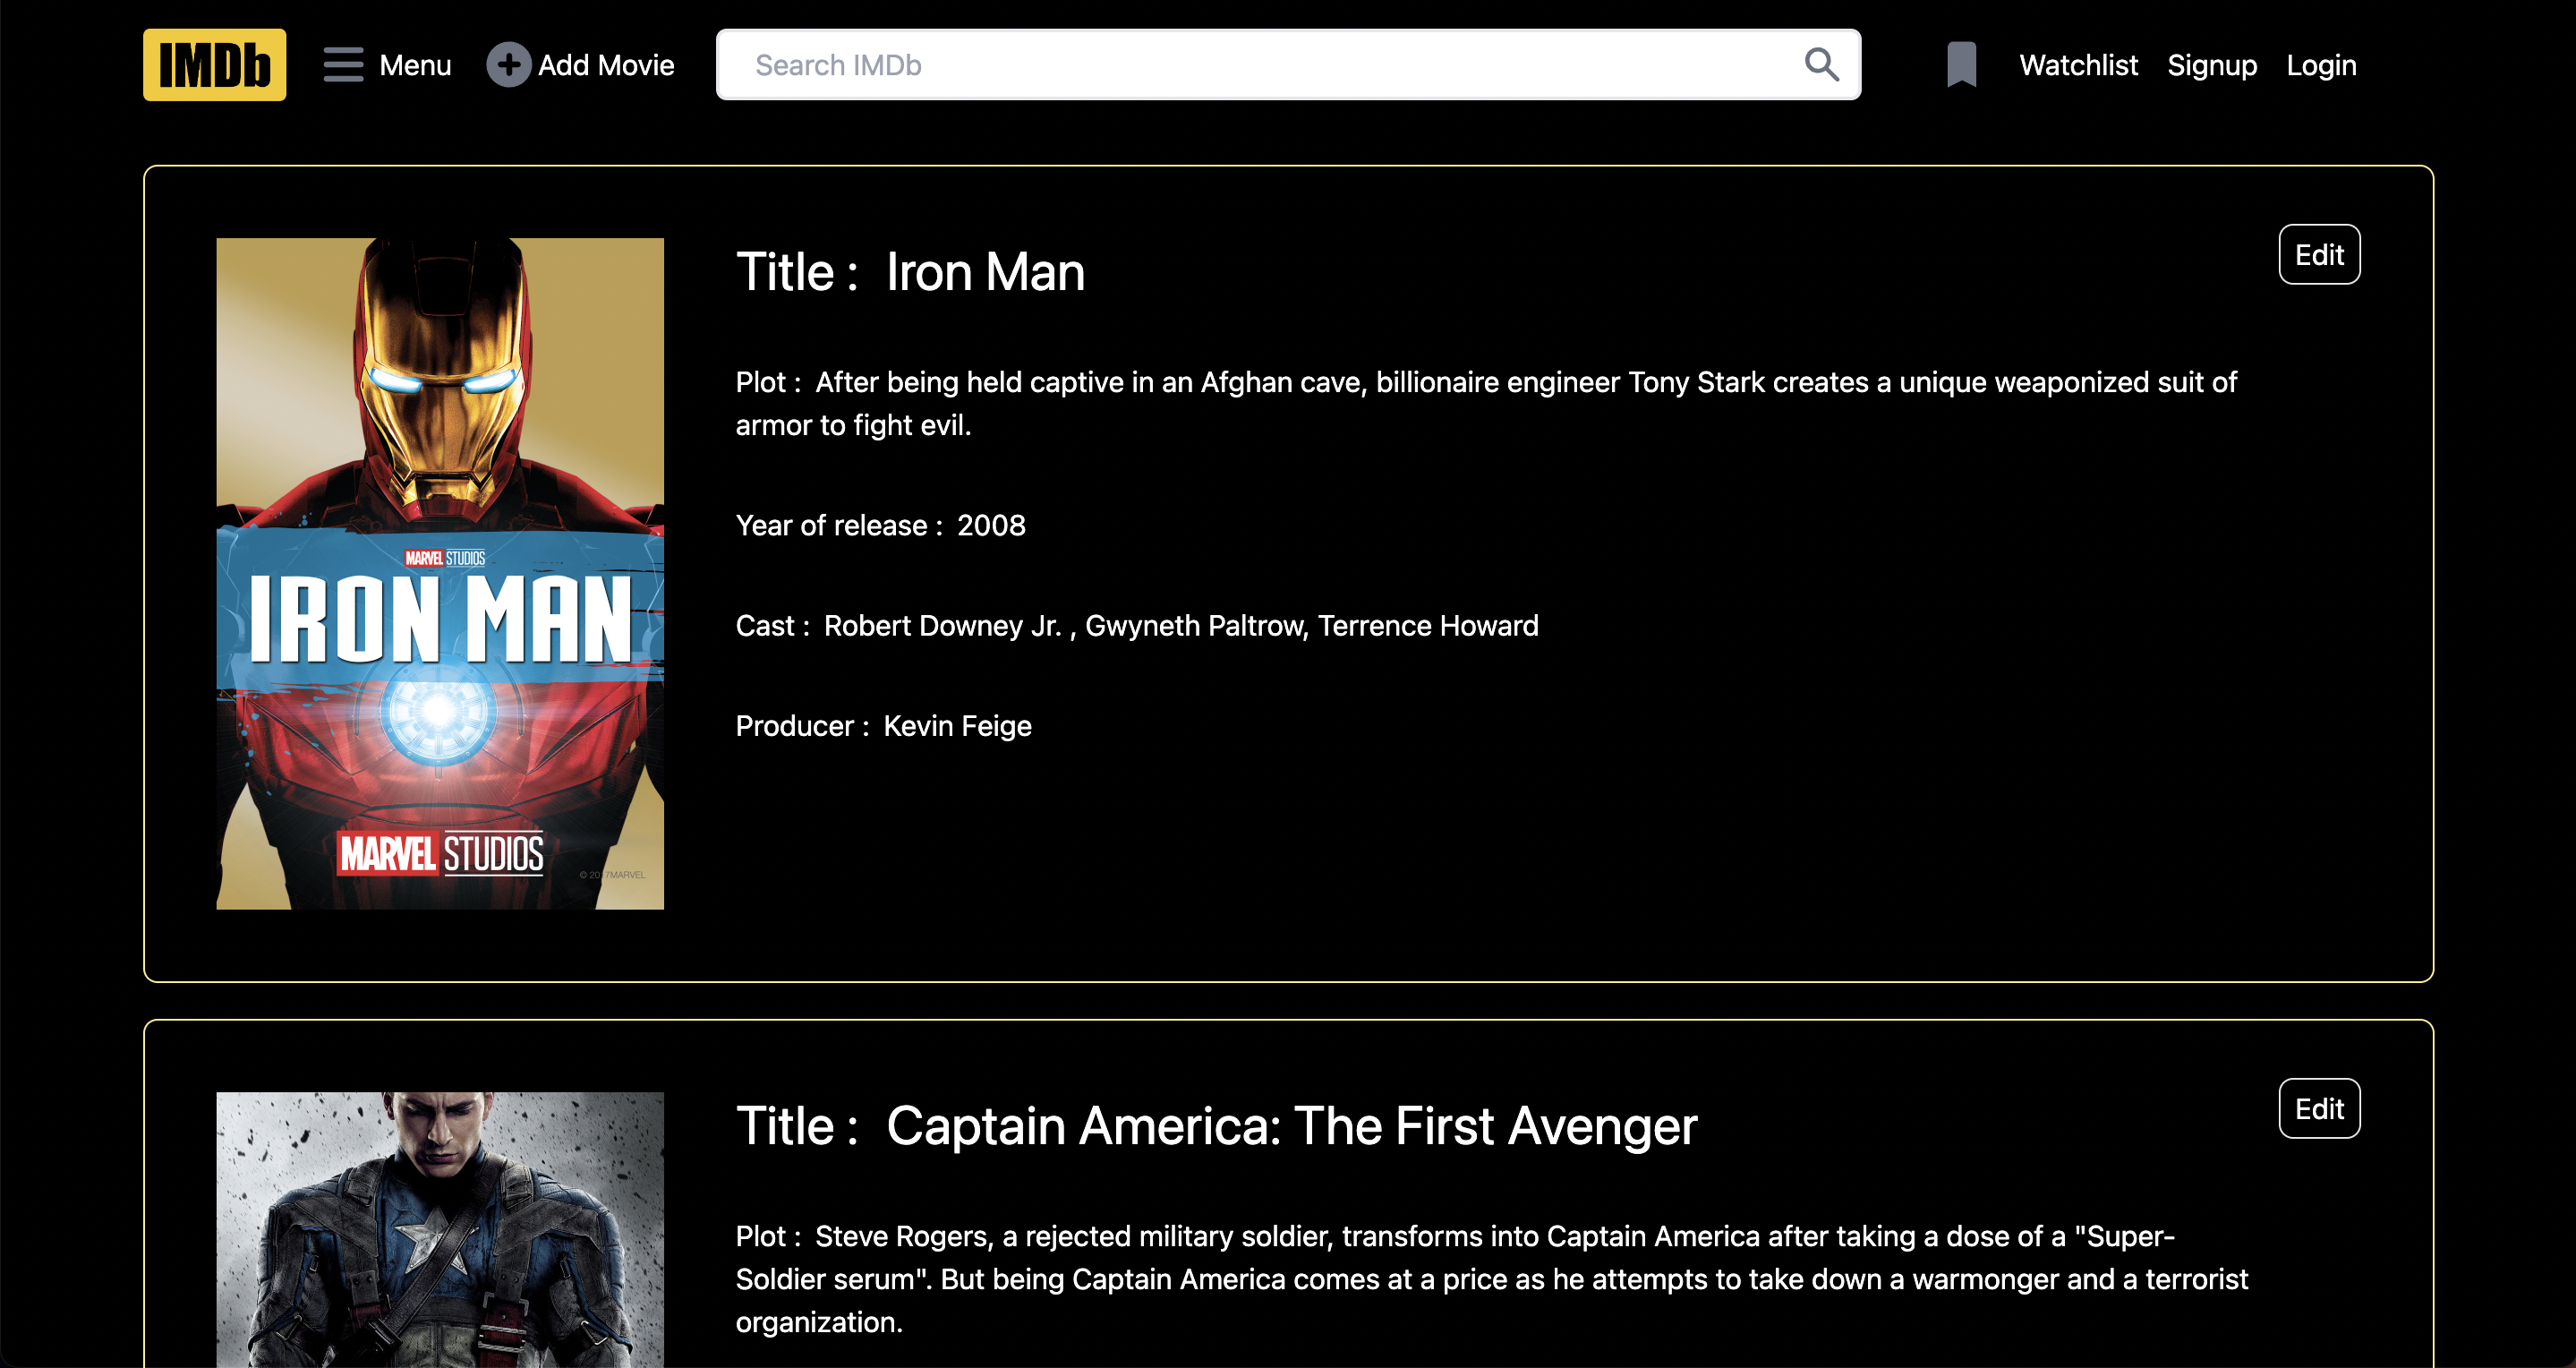 IMDb Menu Add Movie Search IMDb Watchlist Signup Login
Title : Iron Man
Edit
Plot : After being held captive in an Afghan cave, billionaire engineer Tony Stark creates a unique weaponized suit of
armor to fight evil.
Year of release : 2008
Cast : Robert Downey Jr. , Gwyneth Paltrow, Terrence Howard
Producer : Kevin Feige
MARVEL STUDIOS
IRON MAN
MARVEL STUDIOS
© 2017MARVEL
Title : Captain America: The First Avenger
Edit
Plot : Steve Rogers, a rejected military soldier, transforms into Captain America after taking a dose of a "Super-
Soldier serum". But being Captain America comes at a price as he attempts to take down a warmonger and a terrorist
organization.